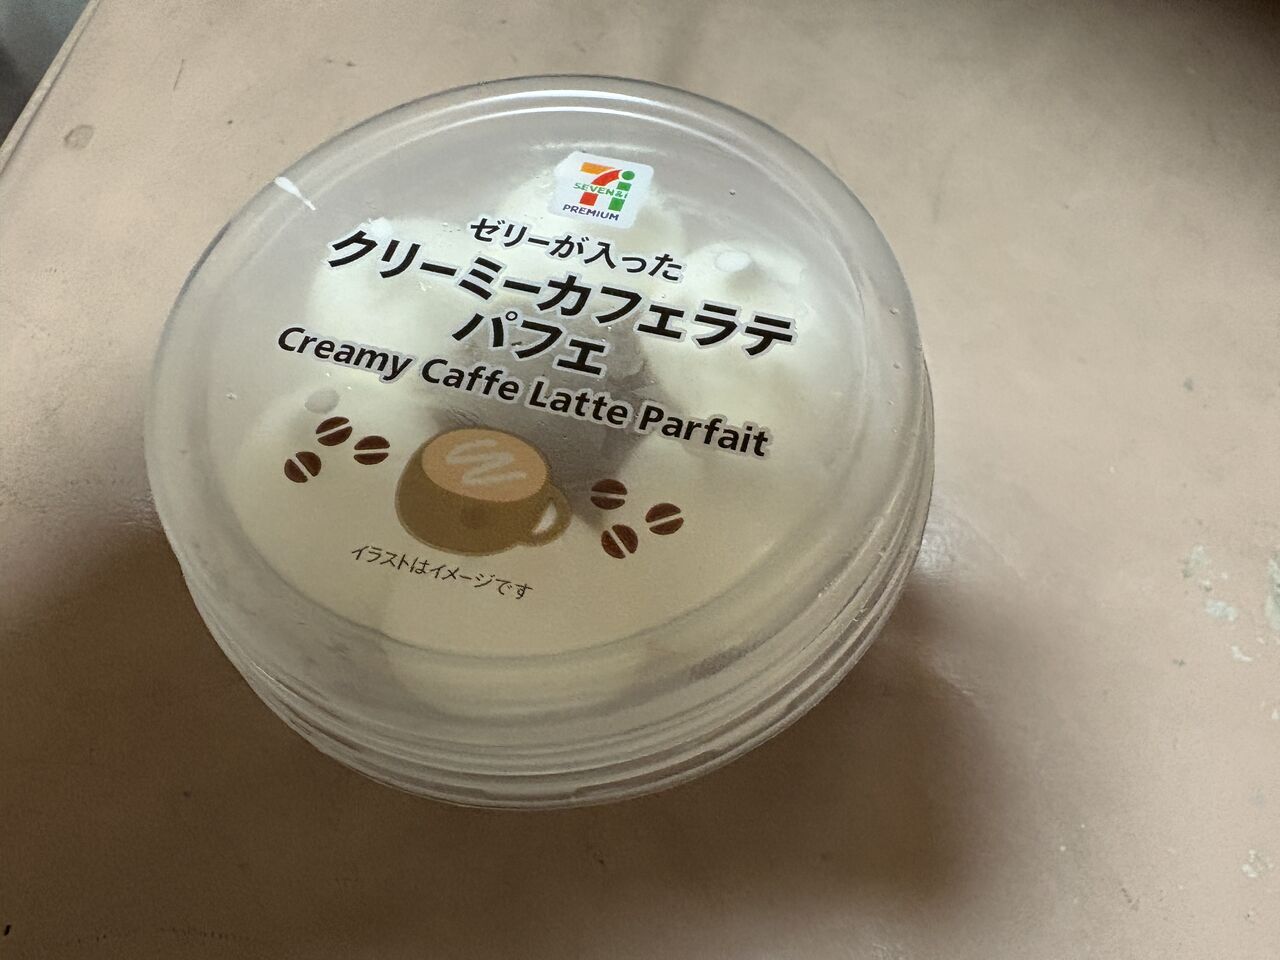 SEVEN&i
PREMIUM
ゼリーが入った
クリーミーカフェラテ
パフェ
Creamy Caffe Latte Parfait
イラストはイメージです